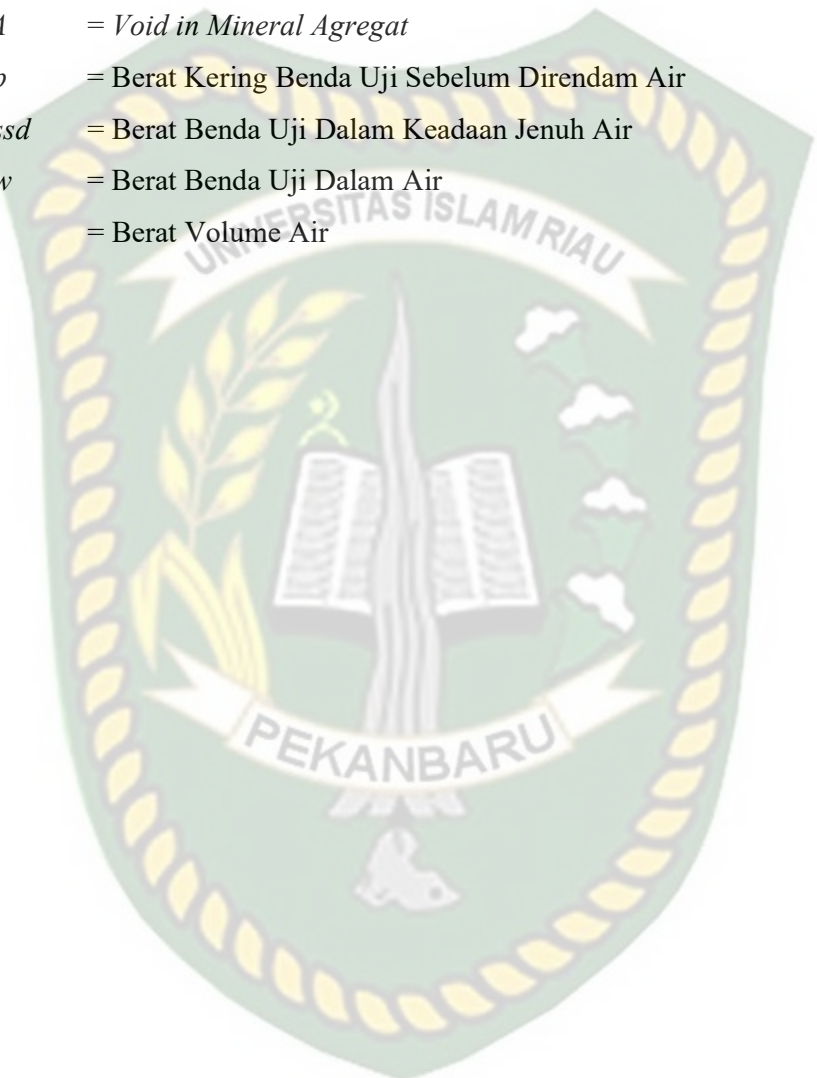 = Void in Mineral Agregat
= Berat Kering Benda Uji Sebelum Direndam Air
ssd = Berat Benda Uji Dalam Keadaan Jenuh Air
w = Berat Benda Uji Dalam Air
= Berat Volume Air
UNIVERSITAS ISLAM RIAU
PEKANBARU